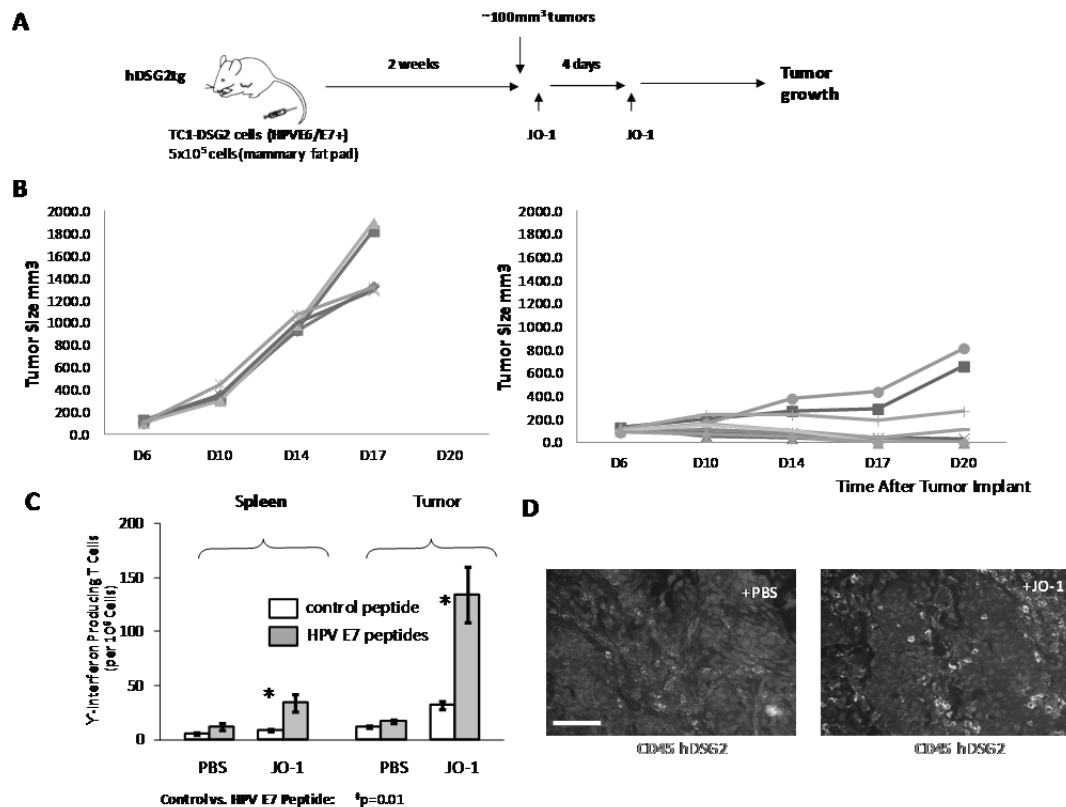 A
~100mm³ tumors
hDSG2tg
2 weeks
4 days
Tumor
growth
JO-1
JO-1
TC1-DSG2 cells (HPVE6/E7+)
5x10⁵ cells(mammary fat pad)
B
Tumor Size mm3
2000.0
1800.0
1600.0
1400.0
1200.0
1000.0
800.0
600.0
400.0
200.0
0.0
D6 D10 D14 D17 D20
Tumor Size mm3
2000.0
1800.0
1600.0
1400.0
1200.0
1000.0
800.0
600.0
400.0
200.0
0.0
D6 D10 D14 D17 D20
Time After Tumor Implant
C
Spleen Tumor
Ɣ-Interferon Producing T Cells
(per 10⁶ Cells)
200
150
100
50
0
control peptide
HPV E7 peptides
*
*
PBS JO-1 PBS JO-1
Control vs. HPV E7 Peptide: *p=0.01
D
+PBS
+JO-1
CD45 hDSG2
CD45 hDSG2